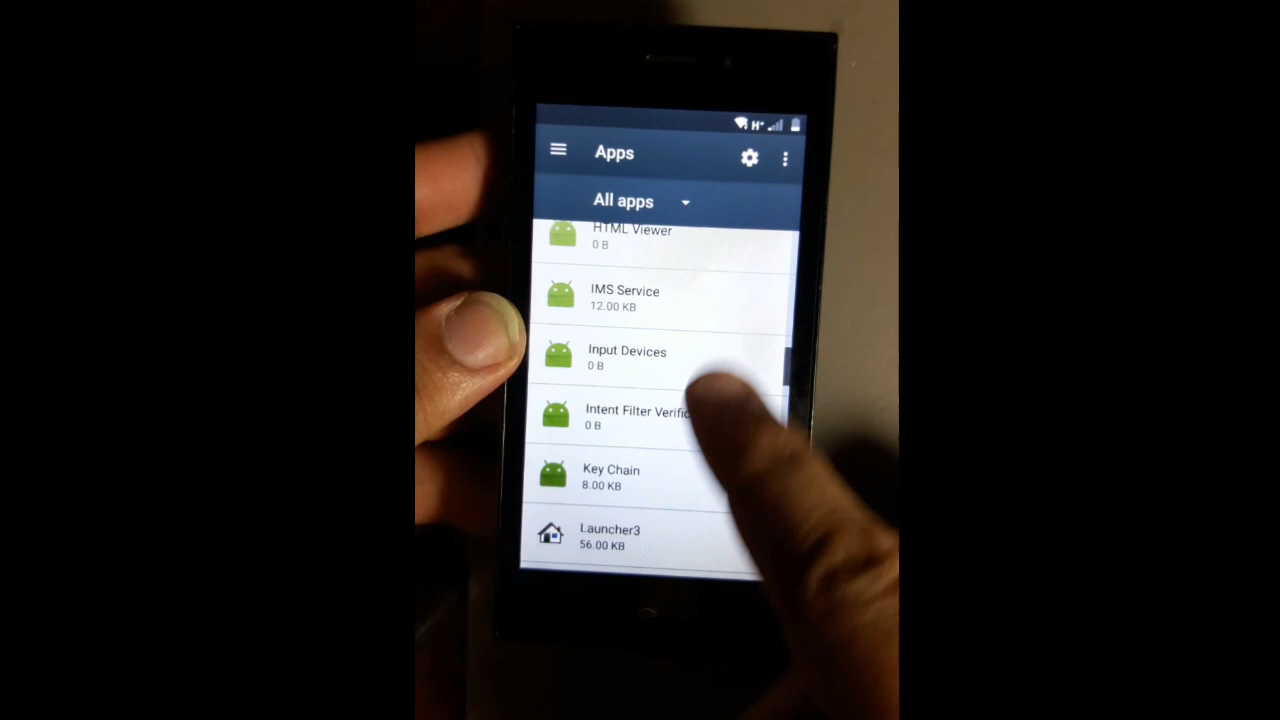 H+
Apps
All apps
HTML Viewer
0 B
IMS Service
12.00 KB
Input Devices
0 B
Intent Filter Verific
0 B
Key Chain
8.00 KB
Launcher3
56.00 KB